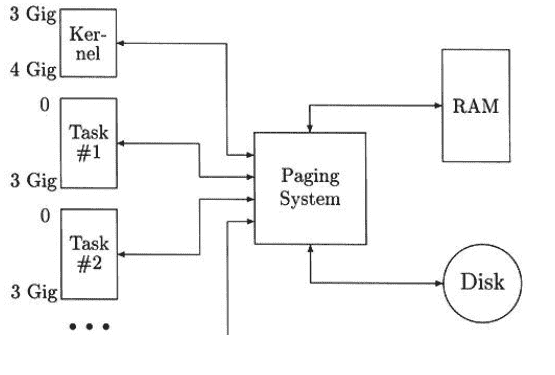 3 Gig
Ker-
nel
4 Gig
0
Task
#1
3 Gig
0
Task
#2
3 Gig
• • •
Paging
System
RAM
Disk